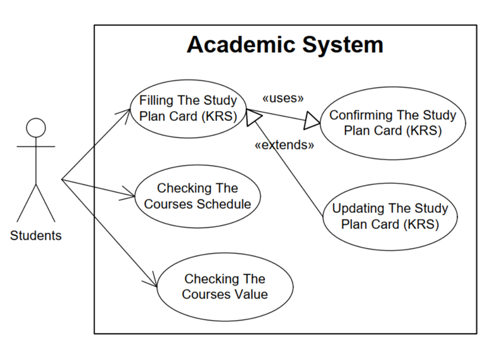 Academic System
Filling The Study
Plan Card (KRS)
«uses»
Confirming The Study
Plan Card (KRS)
«extends»
Checking The
Courses Schedule
Updating The Study
Plan Card (KRS)
Students
Checking The
Courses Value